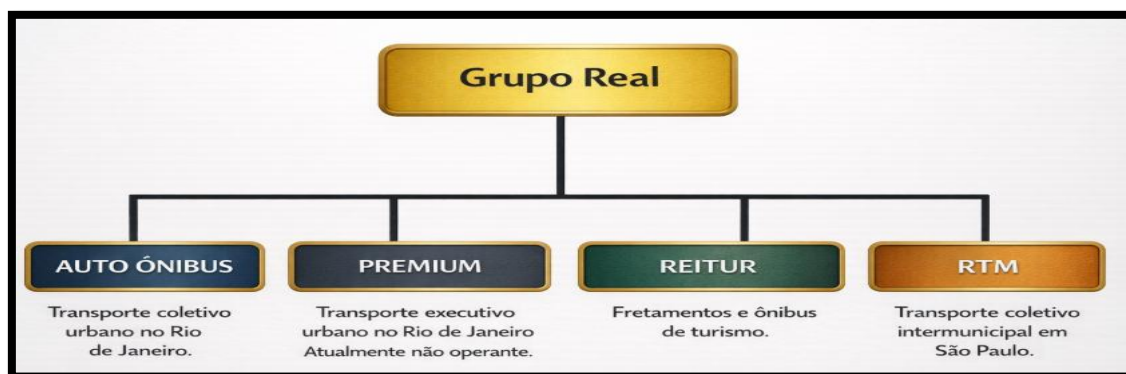 Grupo Real
AUTO ÓNIBUS
Transporte coletivo
urbano no Rio
de Janeiro.
PREMIUM
Transporte executivo
urbano no Rio de Janeiro
Atualmente não operante.
REITUR
Fretamentos e ônibus
de turismo.
RTM
Transporte coletivo
intermunicipal em
São Paulo.